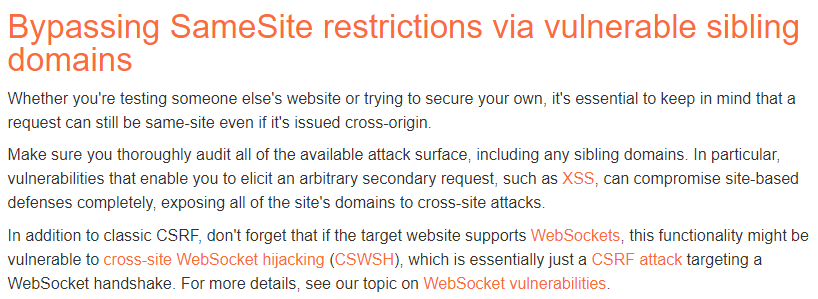 Bypassing SameSite restrictions via vulnerable sibling
domains
Whether you're testing someone else's website or trying to secure your own, it's essential to keep in mind that a
request can still be same-site even if it's issued cross-origin.
Make sure you thoroughly audit all of the available attack surface, including any sibling domains. In particular,
vulnerabilities that enable you to elicit an arbitrary secondary request, such as XSS, can compromise site-based
defenses completely, exposing all of the site's domains to cross-site attacks.
In addition to classic CSRF, don't forget that if the target website supports WebSockets, this functionality might be
vulnerable to cross-site WebSocket hijacking (CSWSH), which is essentially just a CSRF attack targeting a
WebSocket handshake. For more details, see our topic on WebSocket vulnerabilities.